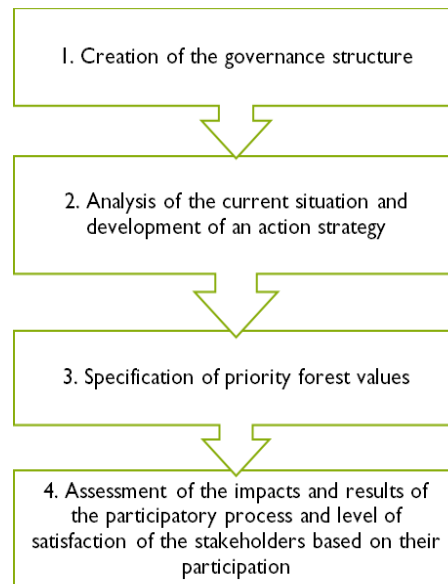 1. Creation of the governance structure
2. Analysis of the current situation and
development of an action strategy
3. Specification of priority forest values
4. Assessment of the impacts and results of
the participatory process and level of
satisfaction of the stakeholders based on their
participation